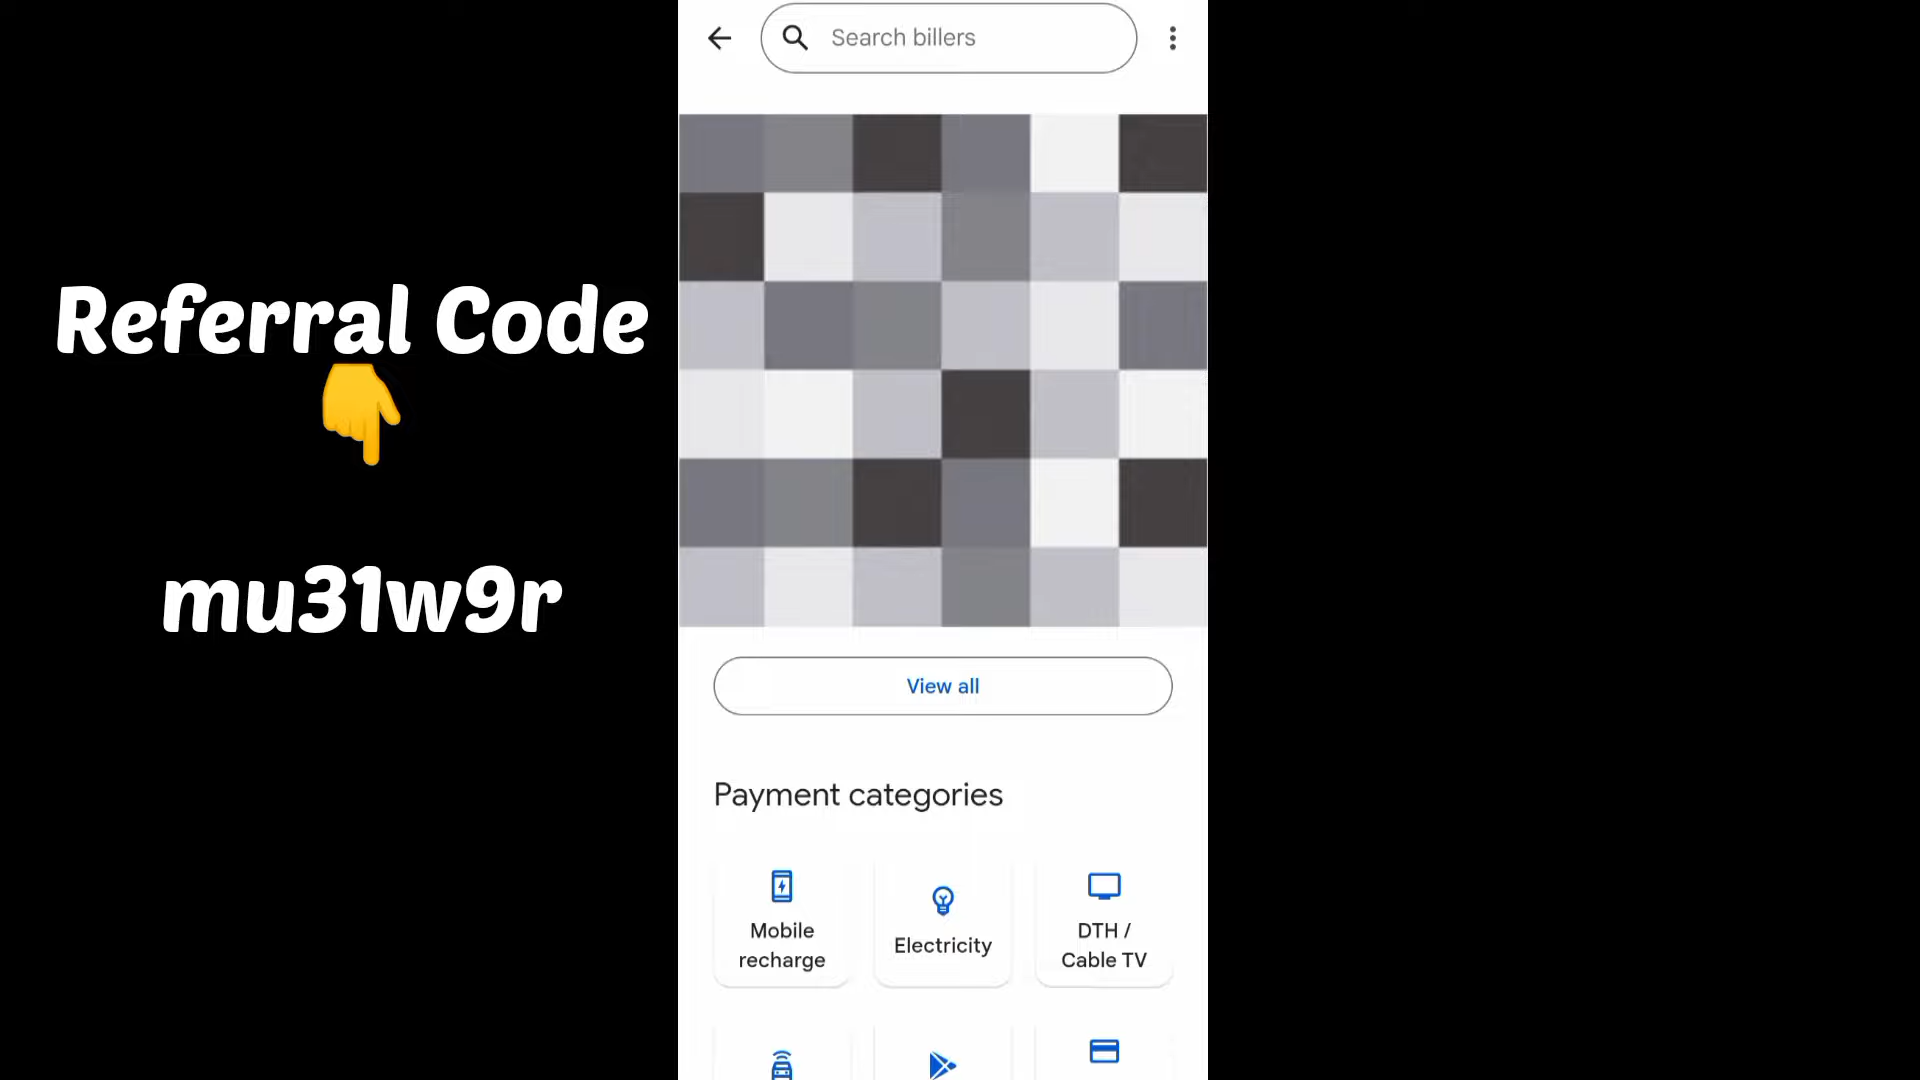 Search billers
Referral Code
mu31w9r
View all
Payment categories
Mobile
recharge
Electricity
DTH /
Cable TV